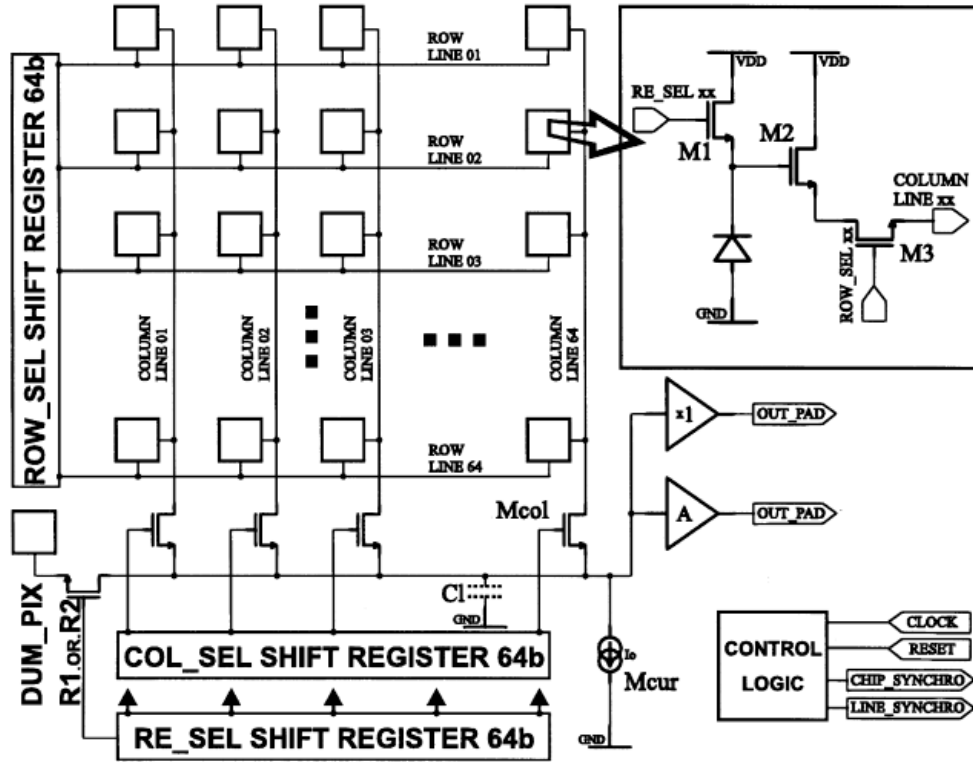 ROW_SEL SHIFT REGISTER 64b
ROW
LINE 01
ROW
LINE 02
ROW
LINE 03
ROW
LINE 64
COLUMN
LINE 01
COLUMN
LINE 02
COLUMN
LINE 03
COLUMN
LINE 64
VDD
VDD
RE_SEL xx
M1
M2
COLUMN
LINE xx
M3
ROW_SEL xx
GND
x1
OUT_PAD
A
OUT_PAD
Mcol
DUM_PIX
R1.OR.R2
Cl
GND
Io
Mcur
GND
COL_SEL SHIFT REGISTER 64b
RE_SEL SHIFT REGISTER 64b
CONTROL
LOGIC
CLOCK
RESET
CHIP_SYNCHRO
LINE_SYNCHRO